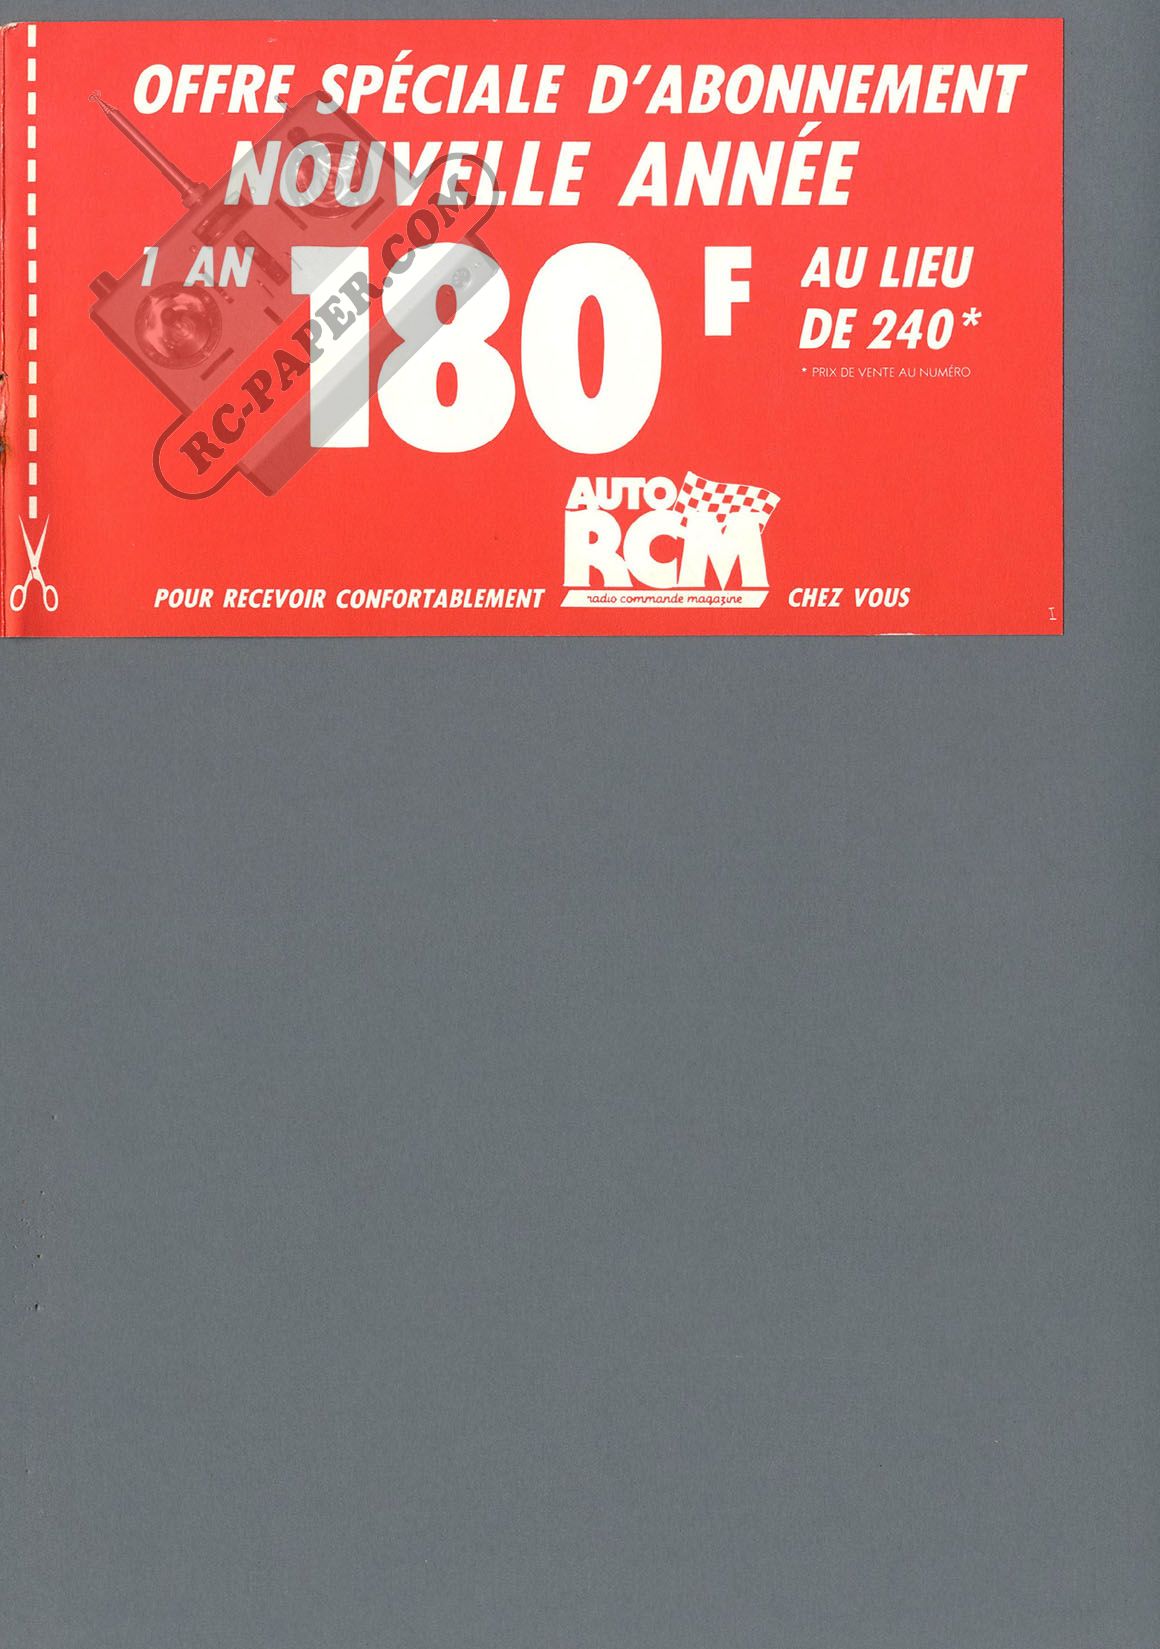 OFFRE SPÉCIALE D'ABONNEMENT
NOUVELLE ANNÉE
1 AN 180 F AU LIEU
DE 240*
* PRIX DE VENTE AU NUMÉRO
RC-PAPER.COM
AUTO
RCM
radio commande magazine
POUR RECEVOIR CONFORTABLEMENT CHEZ VOUS
I